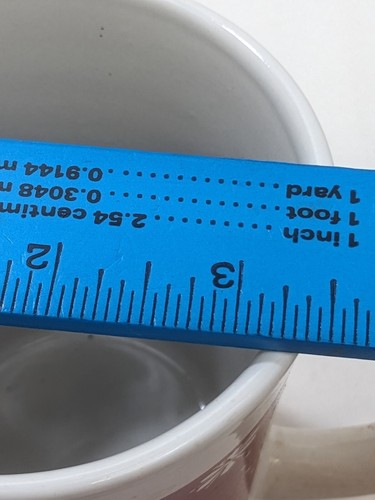 1 inch .......... 2.54 centim
1 foot ............. 0.3048 m
1 yard ............. 0.9144 m
2 3